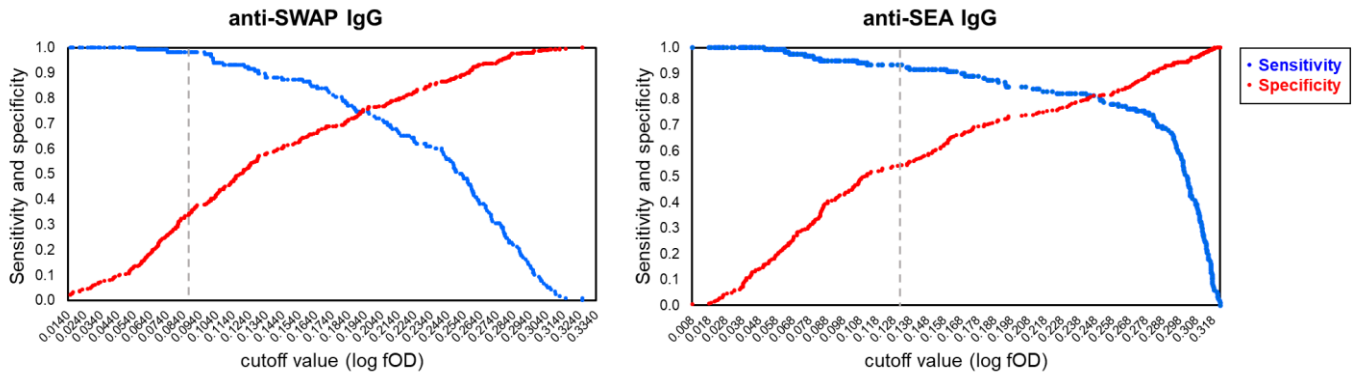 anti-SWAP IgG
Sensitivity and specificity
1.0
0.9
0.8
0.7
0.6
0.5
0.4
0.3
0.2
0.1
0.0
0.0140 0.0240 0.0340 0.0440 0.0540 0.0640 0.0740 0.0840 0.0940 0.1040 0.1140 0.1240 0.1340 0.1440 0.1540 0.1640 0.1740 0.1840 0.1940 0.2040 0.2140 0.2240 0.2340 0.2440 0.2540 0.2640 0.2740 0.2840 0.2940 0.3040 0.3140 0.3240 0.3340
cutoff value (log fOD)
anti-SEA IgG
Sensitivity and specificity
1.0
0.9
0.8
0.7
0.6
0.5
0.4
0.3
0.2
0.1
0.0
0.008 0.018 0.028 0.038 0.048 0.058 0.068 0.078 0.088 0.098 0.108 0.118 0.128 0.138 0.148 0.158 0.168 0.178 0.188 0.198 0.208 0.218 0.228 0.238 0.248 0.258 0.268 0.278 0.288 0.298 0.308 0.318
cutoff value (log fOD)
Sensitivity
Specificity